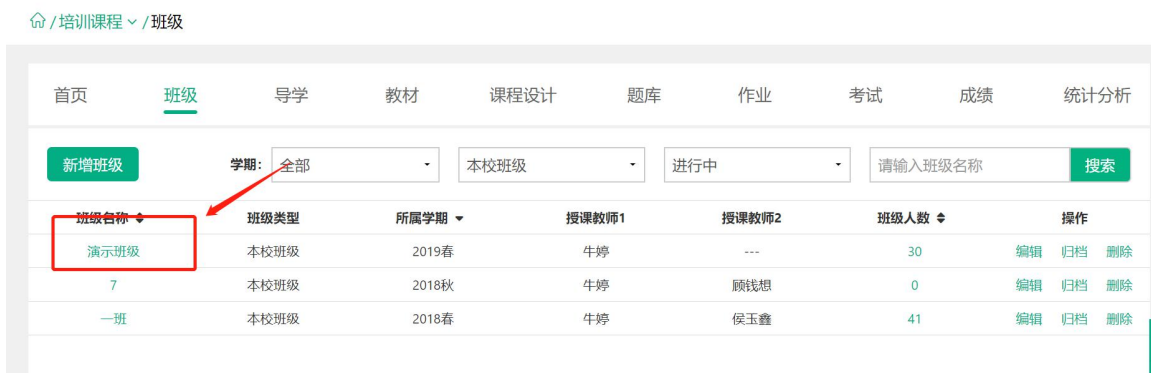 /培训课程 /班级
首页 班级 导学 教材 课程设计 题库 作业 考试 成绩 统计分析
新增班级 学期： 全部 本校班级 进行中 请输入班级名称 搜索
班级名称 班级类型 所属学期 授课教师1 授课教师2 班级人数 操作
演示班级 本校班级 2019春 牛婷 --- 30 编辑 归档 删除
7 本校班级 2018秋 牛婷 顾钱想 0 编辑 归档 删除
一班 本校班级 2018春 牛婷 侯玉鑫 41 编辑 归档 删除